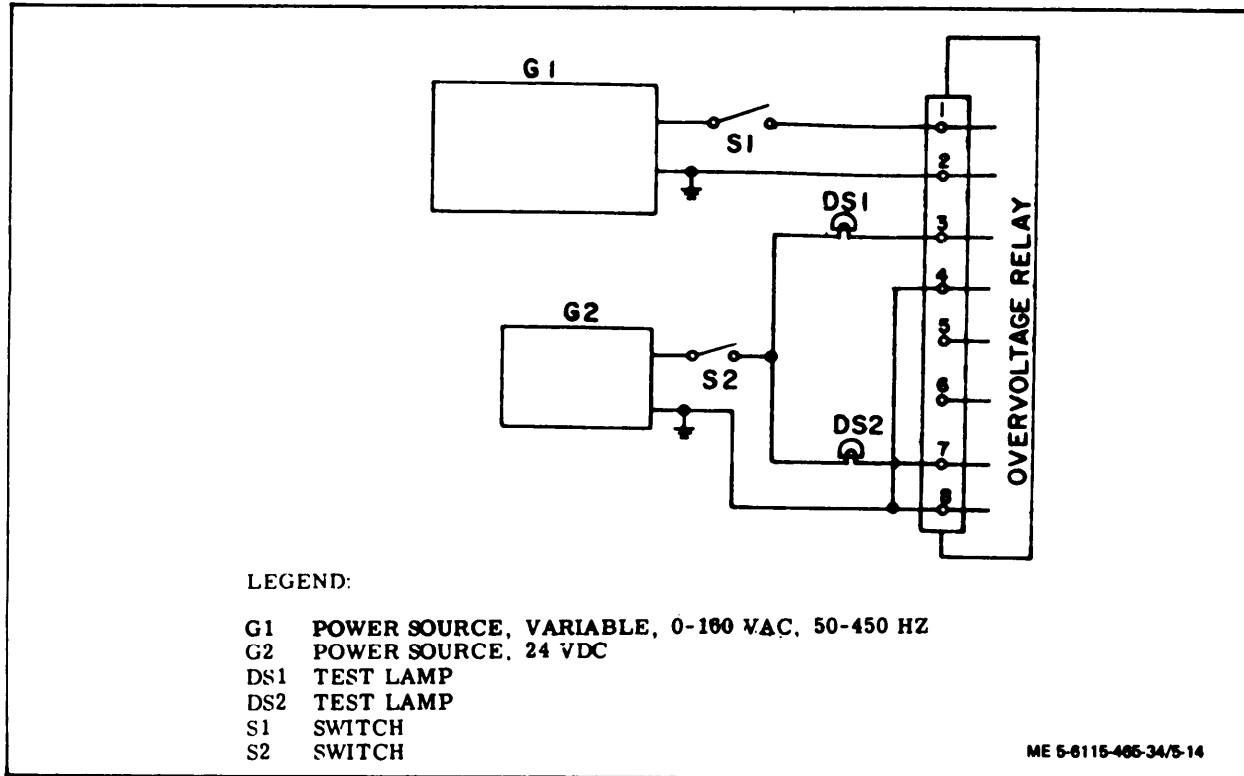 G1
S1
1
2
DS1
3
4
G2
5
S2
6
DS2
7
8
OVERVOLTAGE RELAY
LEGEND:
G1 POWER SOURCE, VARIABLE, 0-160 VAC, 50-450 HZ
G2 POWER SOURCE, 24 VDC
DS1 TEST LAMP
DS2 TEST LAMP
S1 SWITCH
S2 SWITCH
ME 5-6115-465-34/5-14